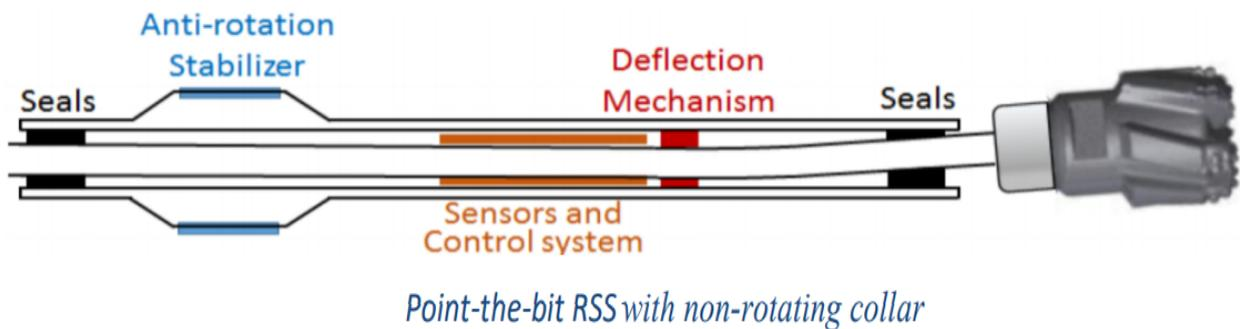 Anti-rotation
Stabilizer
Deflection
Mechanism
Seals
Seals
Sensors and
Control system
Point-the-bit RSS with non-rotating collar